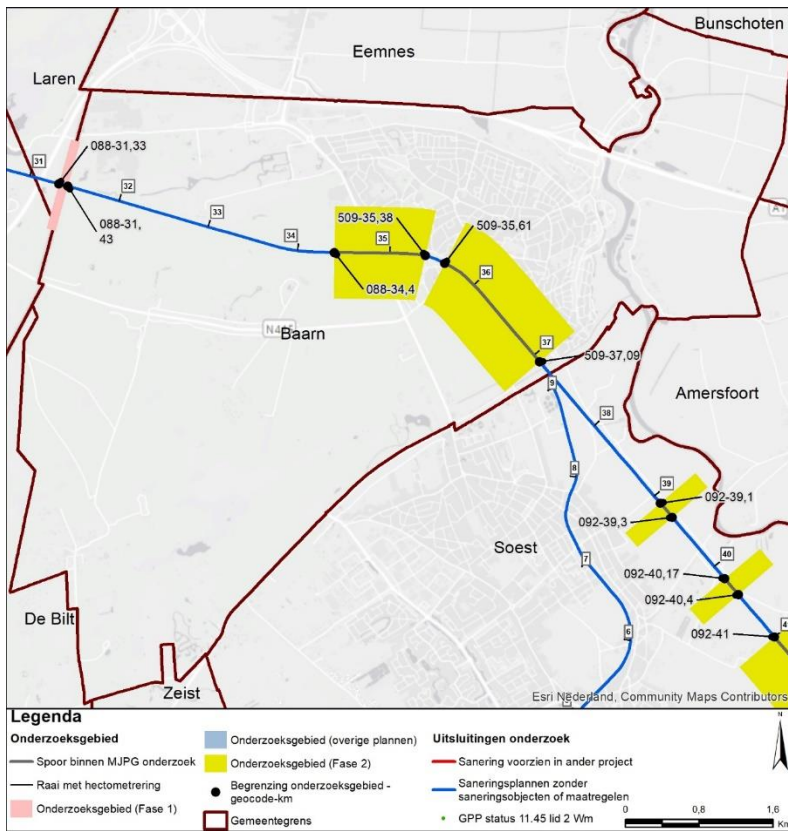 Bunschoten
Eemnes
Laren
088-31,33
31
32
33
34
35
36
37
38
39
40
088-31,
43
509-35,38
509-35,61
088-34,4
Baarn
509-37,09
9
8
7
6
Amersfoort
092-39,1
092-39,3
Soest
092-40,17
092-40,4
092-41
De Bilt
Zeist
Esri Nederland, Community Maps Contributors
Legenda
Onderzoeksgebied
Spoor binnen MJPG onderzoek
Raai met hectometrering
Onderzoeksgebied (Fase 1)
Onderzoeksgebied (overige plannen)
Onderzoeksgebied (Fase 2)
Begrenzing onderzoeksgebied -
geocode-km
Gemeentegrens
Uitsluitingen onderzoek
Sanering voorzien in ander project
Saneringsplannen zonder
saneringsobjecten of maatregelen
GPP status 11.45 lid 2 Wm
N
0 0,8 1,6
Km